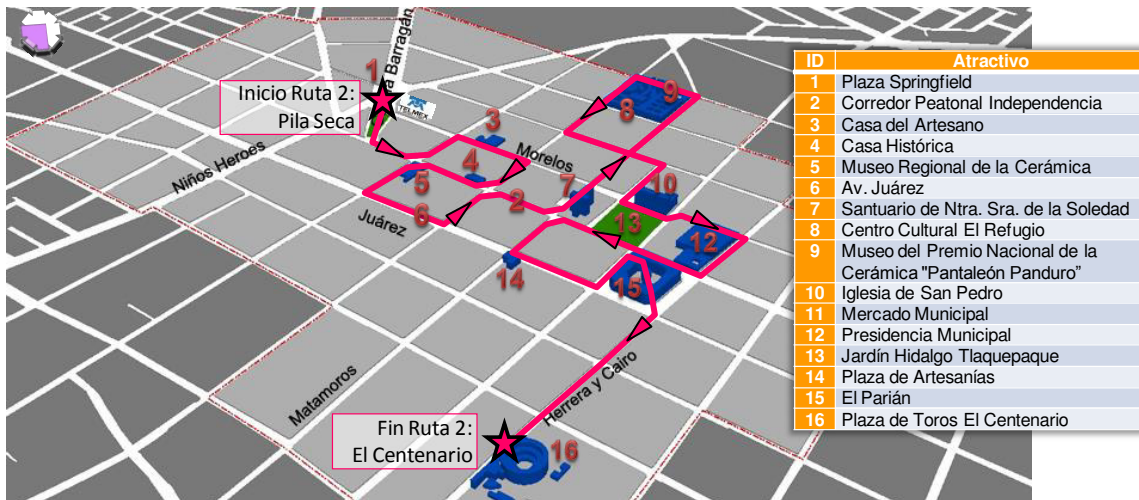 1
a Barragán
Inicio Ruta 2:
Pila Seca
TELMEX
Niños Heroes
3
Morelos
4
5
Juárez
6
2
7
8
9
10
13
12
14
15
Matamoros
Herrera y Cairo
Fin Ruta 2:
El Centenario
16
ID Atractivo
1 Plaza Springfield
2 Corredor Peatonal Independencia
3 Casa del Artesano
4 Casa Histórica
5 Museo Regional de la Cerámica
6 Av. Juárez
7 Santuario de Ntra. Sra. de la Soledad
8 Centro Cultural El Refugio
9 Museo del Premio Nacional de la
Cerámica "Pantaleón Panduro”
10 Iglesia de San Pedro
11 Mercado Municipal
12 Presidencia Municipal
13 Jardín Hidalgo Tlaquepaque
14 Plaza de Artesanías
15 El Parián
16 Plaza de Toros El Centenario